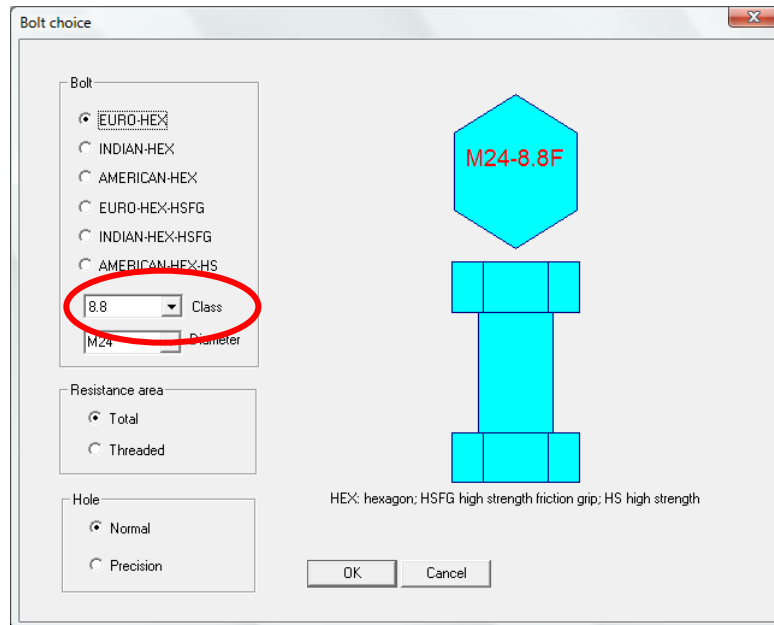 Bolt choice
Bolt
EURO-HEX
INDIAN-HEX
AMERICAN-HEX
EURO-HEX-HSFG
INDIAN-HEX-HSFG
AMERICAN-HEX-HS
8.8 Class
M24 Diameter
Resistance area
Total
Threaded
Hole
Normal
Precision
M24-8.8F
HEX: hexagon; HSFG high strength friction grip; HS high strength
OK Cancel